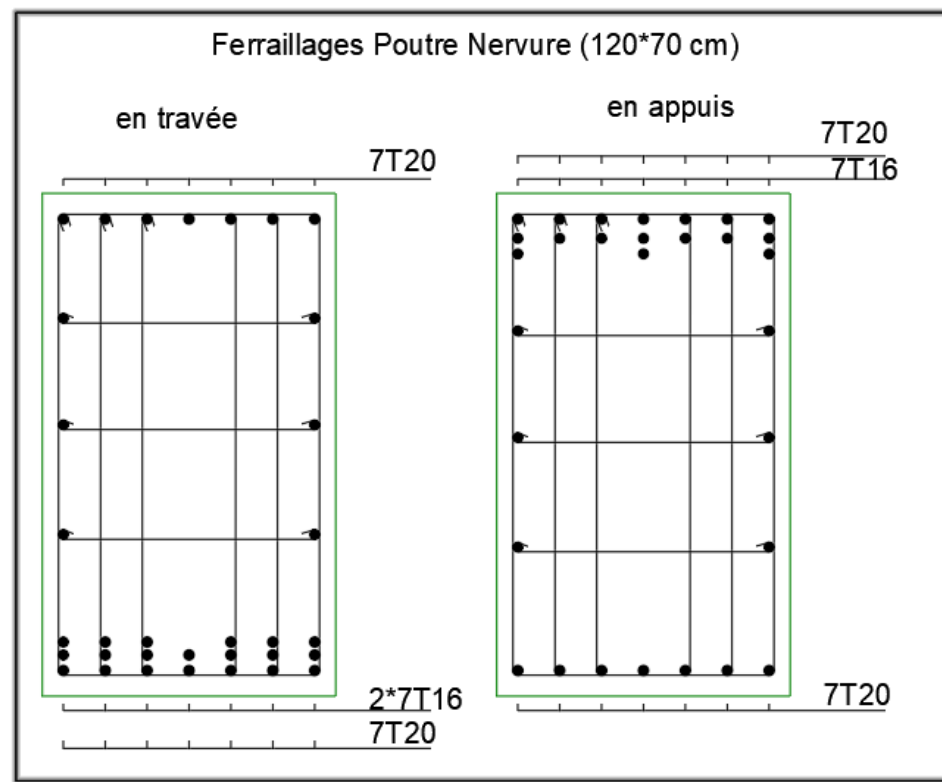 Ferraillages Poutre Nervure (120*70 cm)
en travée
7T20
2*7T16
7T20
en appuis
7T20
7T16
7T20